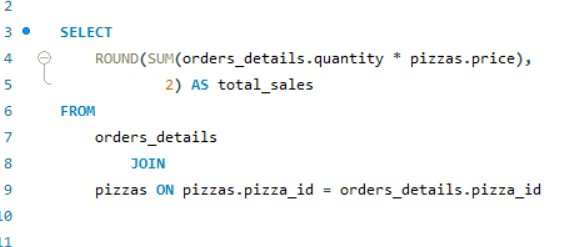 2
3 SELECT
4 ROUND(SUM(orders_details.quantity * pizzas.price),
5 2) AS total_sales
6 FROM
7 orders_details
8 JOIN
9 pizzas ON pizzas.pizza_id = orders_details.pizza_id
10
11